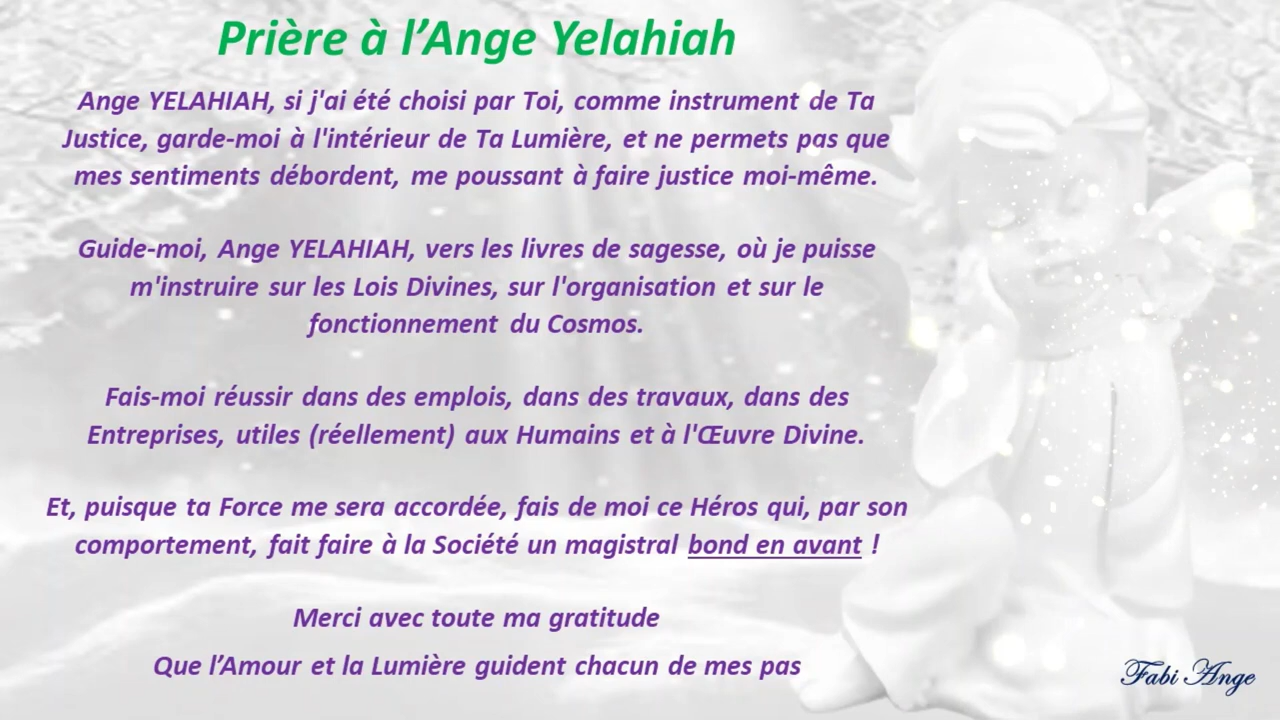 Prière à l’Ange Yelahiah
Ange YELAHIAH, si j'ai été choisi par Toi, comme instrument de Ta
Justice, garde-moi à l'intérieur de Ta Lumière, et ne permets pas que
mes sentiments débordent, me poussant à faire justice moi-même.
Guide-moi, Ange YELAHIAH, vers les livres de sagesse, où je puisse
m'instruire sur les Lois Divines, sur l'organisation et sur le
fonctionnement du Cosmos.
Fais-moi réussir dans des emplois, dans des travaux, dans des
Entreprises, utiles (réellement) aux Humains et à l'Œuvre Divine.
Et, puisque ta Force me sera accordée, fais de moi ce Héros qui, par son
comportement, fait faire à la Société un magistral bond en avant !
Merci avec toute ma gratitude
Que l’Amour et la Lumière guident chacun de mes pas
Fabi Ange